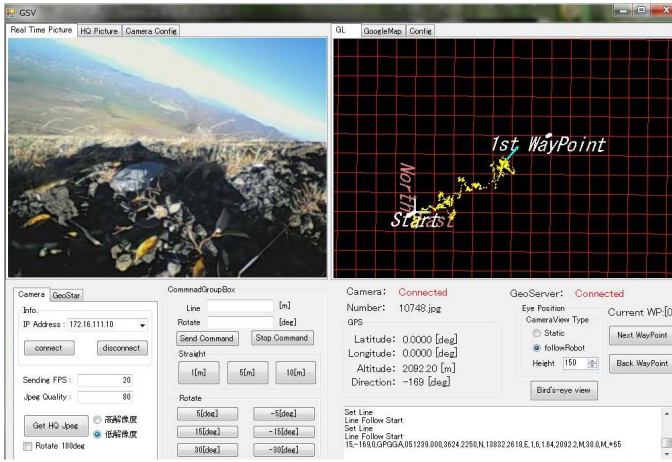 GSV
Real Time Picture HQ Picture Camera Config
GL GoogleMap Config
1st WayPoint
North
Start
East
Camera GeoStar
Info.
IP Address : 172.16.111.10
connect disconnect
Sending FPS : 20
Jpeg Quality : 80
Get HQ Jpeg
高解像度
低解像度
Rotate 180deg
CommnadGroupBox
Line [m]
Rotate [deg]
Send Command Stop Command
Straight
1[m] 5[m] 10[m]
Rotate
5[deg] -5[deg]
15[deg] -15[deg]
30[deg] -30[deg]
Camera: Connected
Number: 10748.jpg
GPS
Latitude: 0.0000 [deg]
Longitude: 0.0000 [deg]
Altitude: 2092.20 [m]
Direction: -169 [deg]
GeoServer: Connected
Eye Position
CameraView Type
Static
followRobot
Height 150
Bird's-eye view
Current WP:[0
Next WayPoint
Back WayPoint
Set Line
Line Follow Start
Set Line
Line Follow Start
15,-169,0,GPGGA,051239.000,3624.2250,N,13832.2618,E,1,6,1.64,2092.2,M,38.0,M,*65